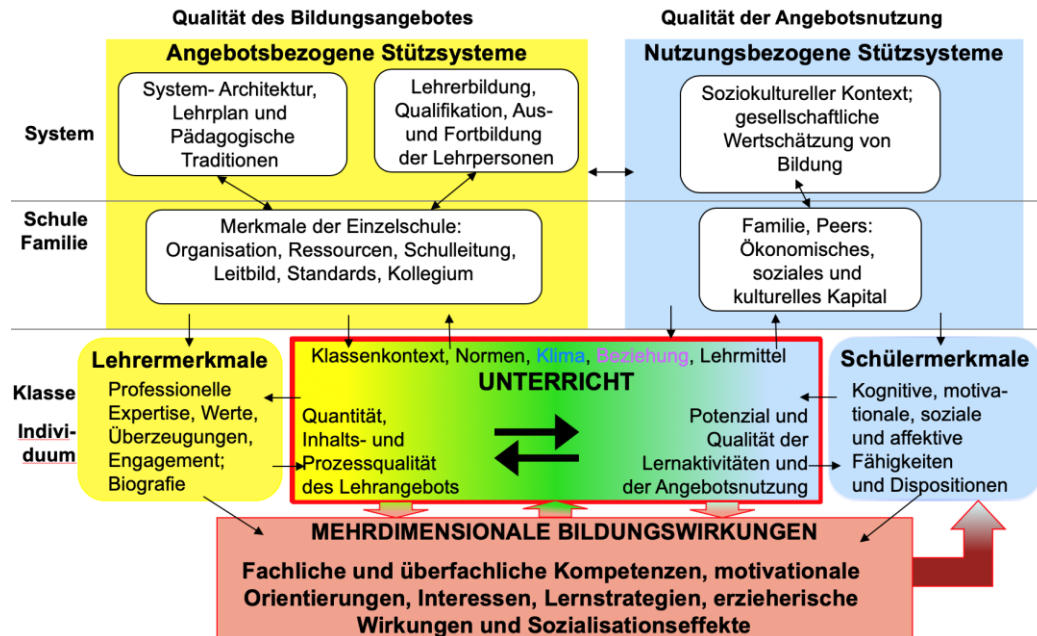 Qualität des Bildungsangebotes
Qualität der Angebotsnutzung
Angebotsbezogene Stützsysteme
Nutzungsbezogene Stützsysteme
System
System- Architektur,
Lehrplan und
Pädagogische
Traditionen
Lehrerbildung,
Qualifikation, Aus-
und Fortbildung
der Lehrpersonen
Soziokultureller Kontext;
gesellschaftliche
Wertschätzung von
Bildung
Schule
Familie
Merkmale der Einzelschule:
Organisation, Ressourcen, Schulleitung,
Leitbild, Standards, Kollegium
Familie, Peers:
Ökonomisches,
soziales und
kulturelles Kapital
Klasse
Indivi-
duum
Lehrermerkmale
Professionelle
Expertise, Werte,
Überzeugungen,
Engagement;
Biografie
Klassenkontext, Normen, Klima, Beziehung, Lehrmittel
UNTERRICHT
Quantität,
Inhalts- und
Prozessqualität
des Lehrangebots
Potenzial und
Qualität der
Lernaktivitäten und
der Angebotsnutzung
Schülermerkmale
Kognitive, motiva-
tionale, soziale
und affektive
Fähigkeiten
und Dispositionen
MEHRDIMENSIONALE BILDUNGSWIRKUNGEN
Fachliche und überfachliche Kompetenzen, motivationale
Orientierungen, Interessen, Lernstrategien, erzieherische
Wirkungen und Sozialisationseffekte